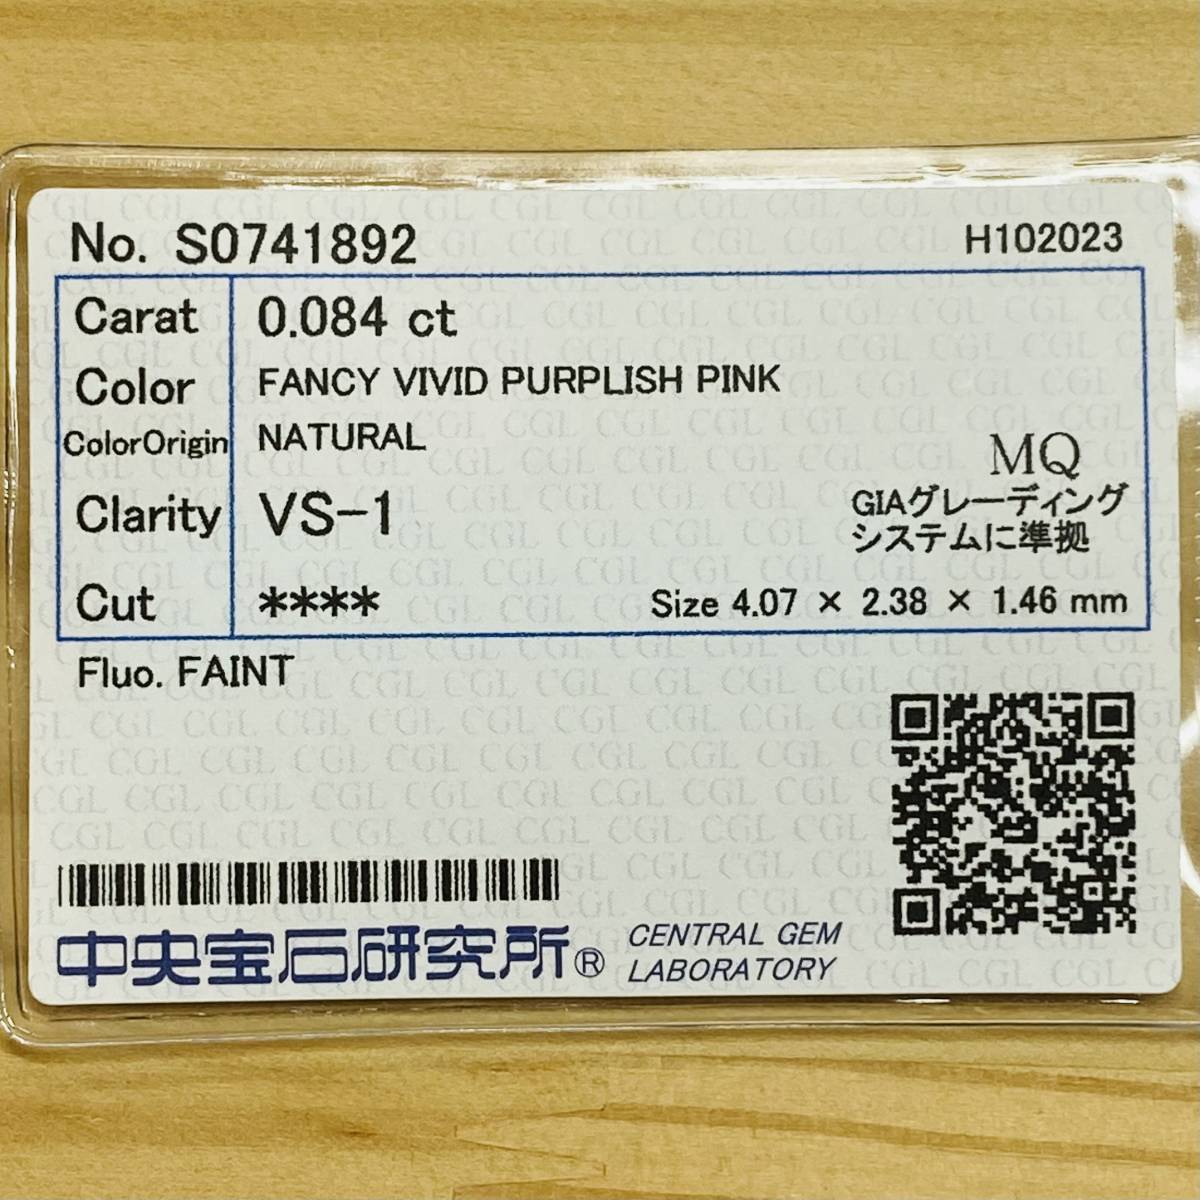 No. S0741892
H102023
Carat 0.084 ct
Color FANCY VIVID PURPLISH PINK
ColorOrigin NATURAL
MQ
Clarity VS-1
GIAグレーディング
システムに準拠
Cut ****
Size 4.07 × 2.38 × 1.46 mm
Fluo. FAINT
中央宝石研究所®
CENTRAL GEM
LABORATORY